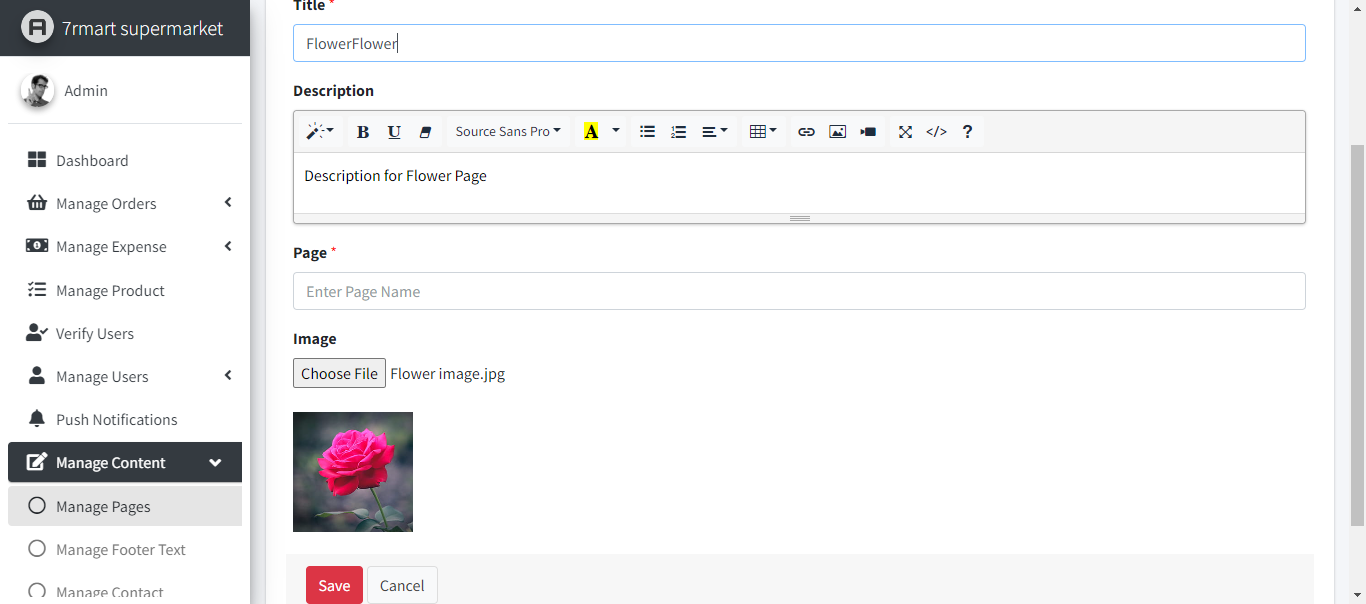 7rmart supermarket
Admin
Dashboard
Manage Orders
Manage Expense
Manage Product
Verify Users
Manage Users
Push Notifications
Manage Content
Manage Pages
Manage Footer Text
Manage Contact
Title *
FlowerFlower
Description
B U Source Sans Pro A </> ?
Description for Flower Page
Page *
Enter Page Name
Image
Choose File Flower image.jpg
Save Cancel